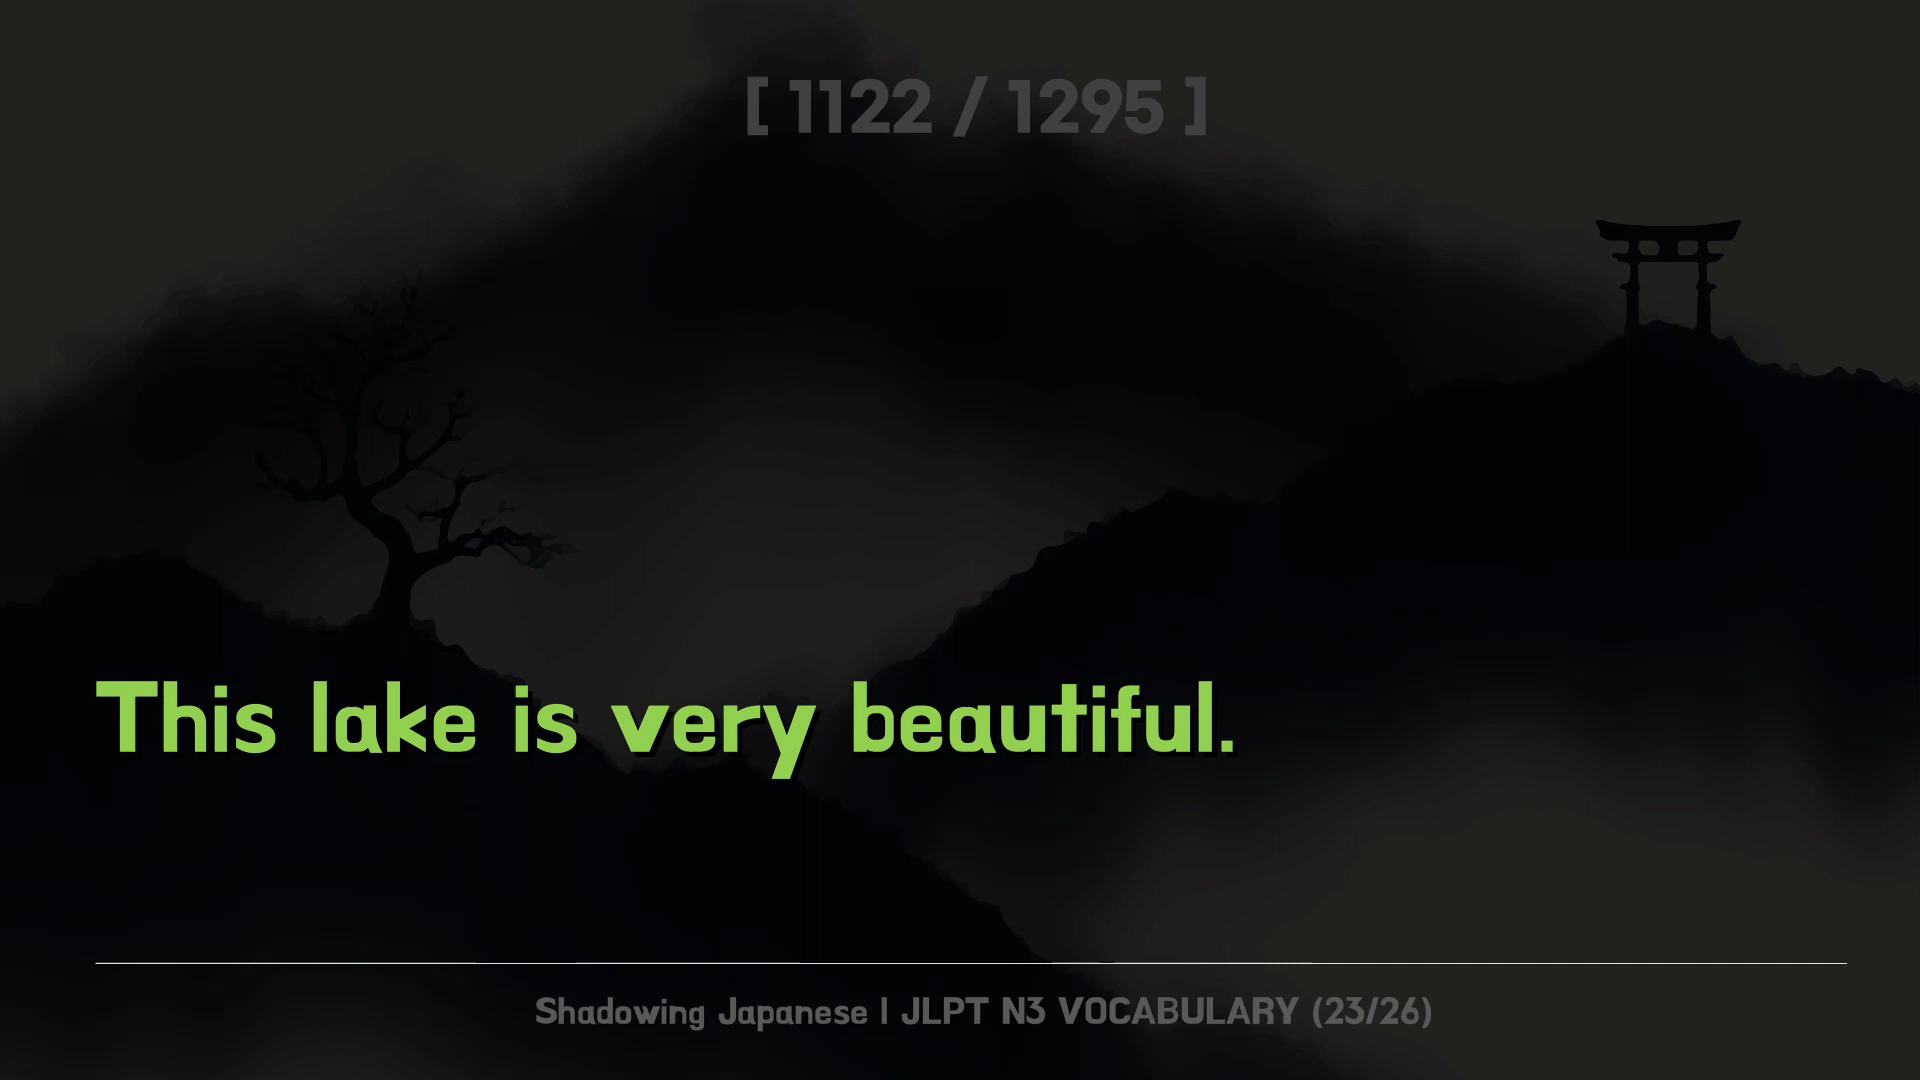 [ 1122 / 1295 ]
This lake is very beautiful.
Shadowing Japanese | JLPT N3 VOCABULARY (23/26)